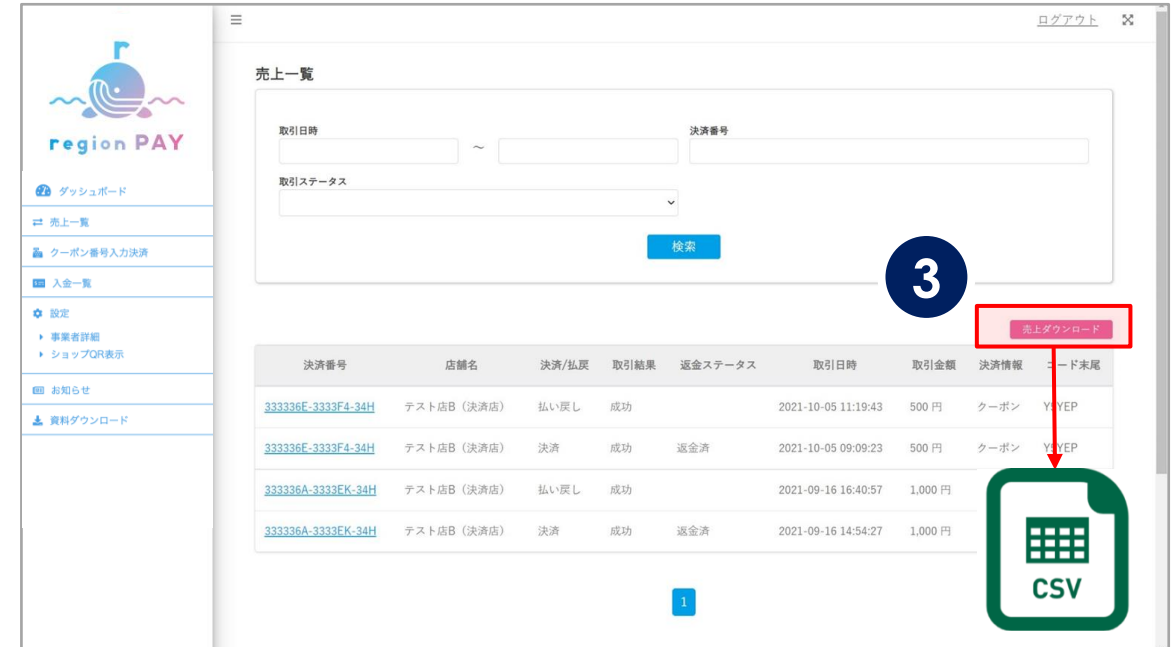 ログアウト
region PAY
ダッシュボード
売上一覧
クーポン番号入力決済
入金一覧
設定
事業者詳細
ショップQR表示
お知らせ
資料ダウンロード
売上一覧
取引日時 決済番号
~
取引ステータス
検索
3
売上ダウンロード
決済番号 店舗名 決済/払戻 取引結果 返金ステータス 取引日時 取引金額 決済情報 コード末尾
333336E-3333F4-34H テスト店B（決済店） 払い戻し 成功 2021-10-05 11:19:43 500 円 クーポン
333336E-3333F4-34H テスト店B（決済店） 決済 成功 返金済 2021-10-05 09:09:23 500 円 クーポン
333336A-3333EK-34H テスト店B（決済店） 払い戻し 成功 2021-09-16 16:40:57 1,000 円
333336A-3333EK-34H テスト店B（決済店） 決済 成功 返金済 2021-09-16 14:54:27 1,000 円
CSV
1